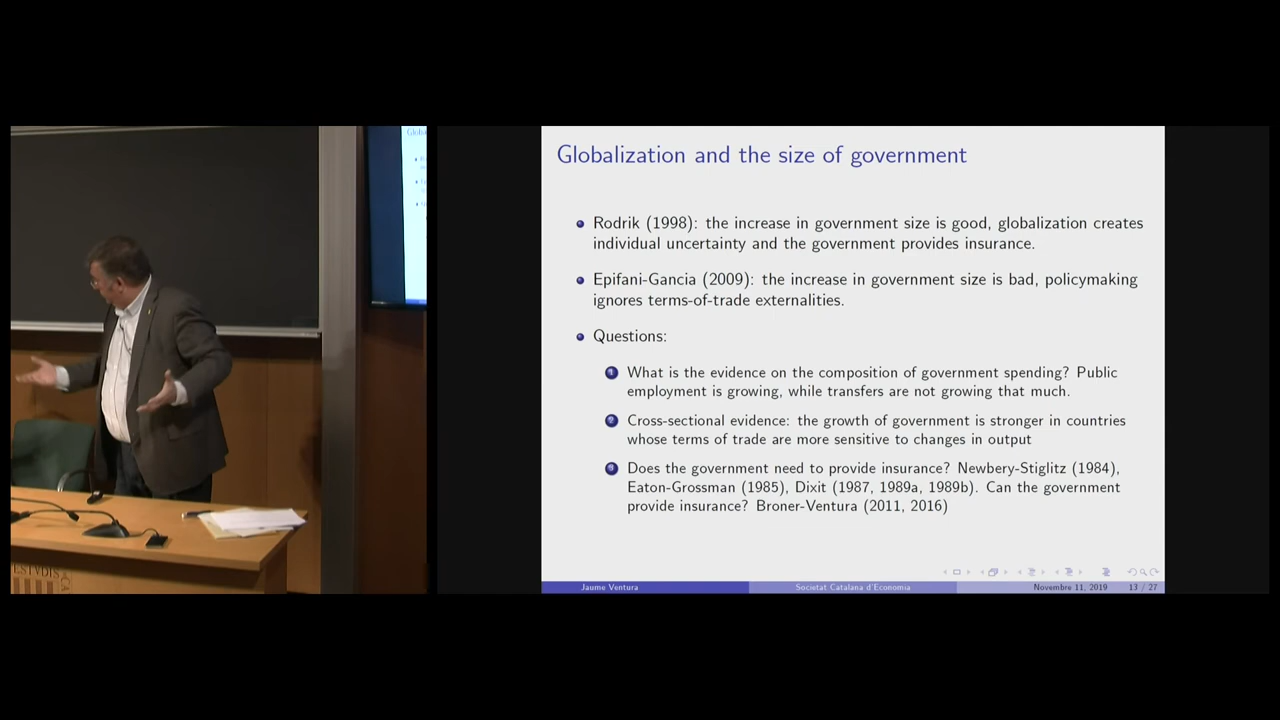 Globalization and the size of government
Rodrik (1998): the increase in government size is good, globalization creates
individual uncertainty and the government provides insurance.
Epifani-Gancia (2009): the increase in government size is bad, policymaking
ignores terms-of-trade externalities.
Questions:
1 What is the evidence on the composition of government spending? Public
employment is growing, while transfers are not growing that much.
2 Cross-sectional evidence: the growth of government is stronger in countries
whose terms of trade are more sensitive to changes in output
3 Does the government need to provide insurance? Newbery-Stiglitz (1984),
Eaton-Grossman (1985), Dixit (1987, 1989a, 1989b). Can the government
provide insurance? Broner-Ventura (2011, 2016)
Jaume Ventura
Societat Catalana d'Economia
Novembre 11, 2019
13 / 27
ESTVDIS
CA